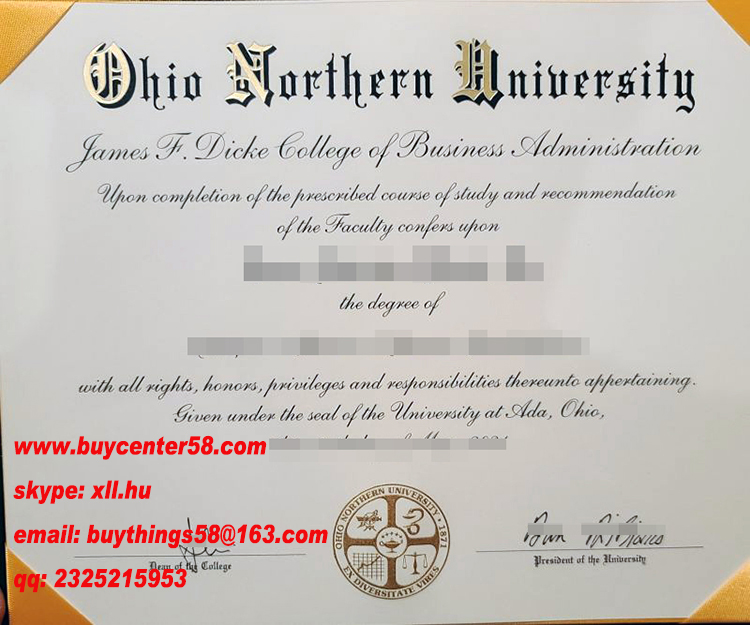 Ohio Northern University
James F. Dicke College of Business Administration
Upon completion of the prescribed course of study and recommendation
of the Faculty confers upon
the degree of
with all rights, honors, privileges and responsibilities thereunto appertaining.
Given under the seal of the University at Ada, Ohio,
www.buycenter58.com
skype: xll.hu
email: buythings58@163.com
qq: 2325215953
Dean of the College
OHIO NORTHERN UNIVERSITY • 1871
EX DIVERSITATE VIRES
President of the University